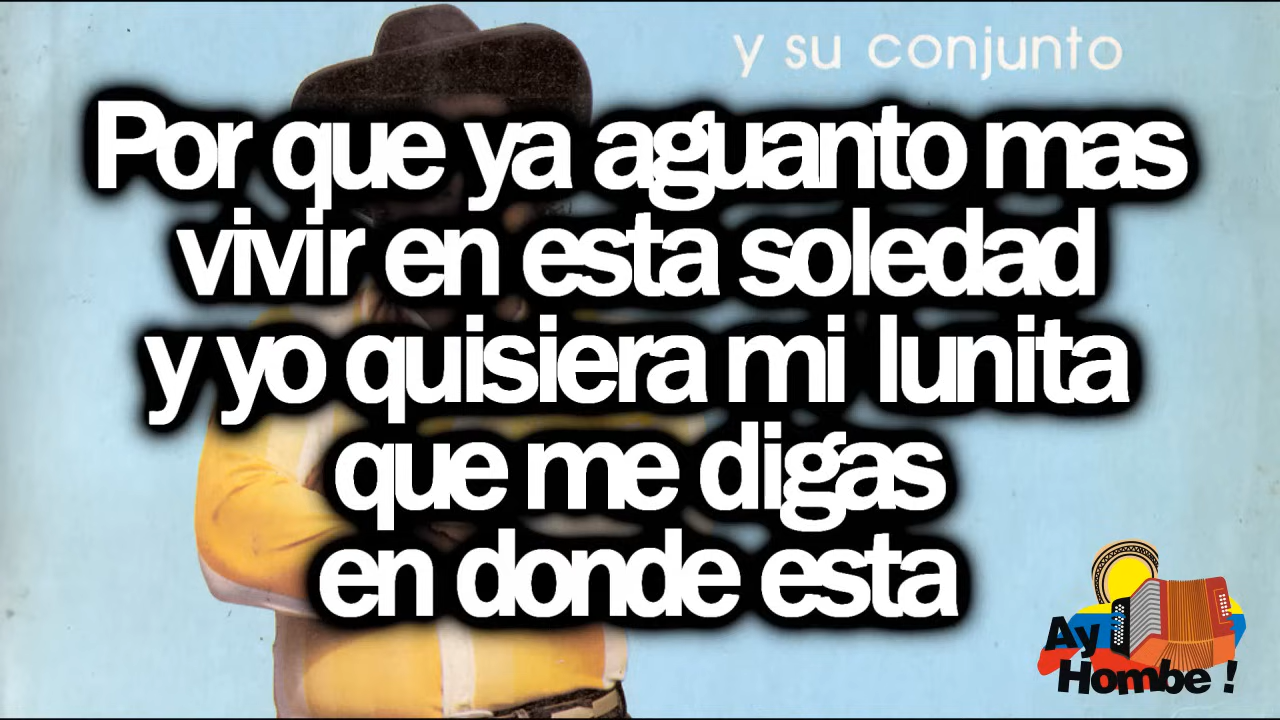 y su conjunto
Por que ya aguanto mas
vivir en esta soledad
y yo quisiera mi lunita
que me digas
en donde esta
Ay
Hombe !